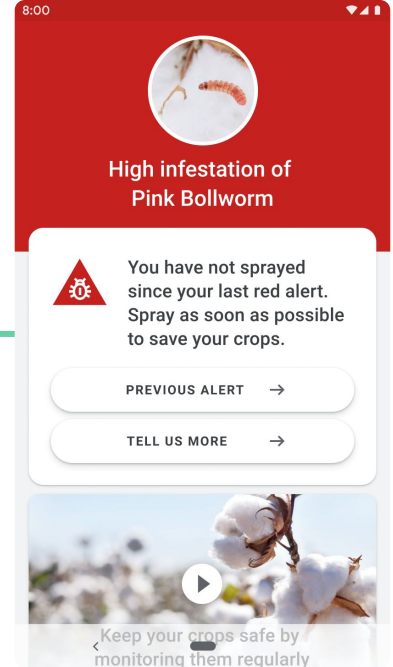 8:00
High infestation of
Pink Bollworm
You have not sprayed
since your last red alert.
Spray as soon as possible
to save your crops.
PREVIOUS ALERT
TELL US MORE
Keep your crops safe by
monitoring them regularly